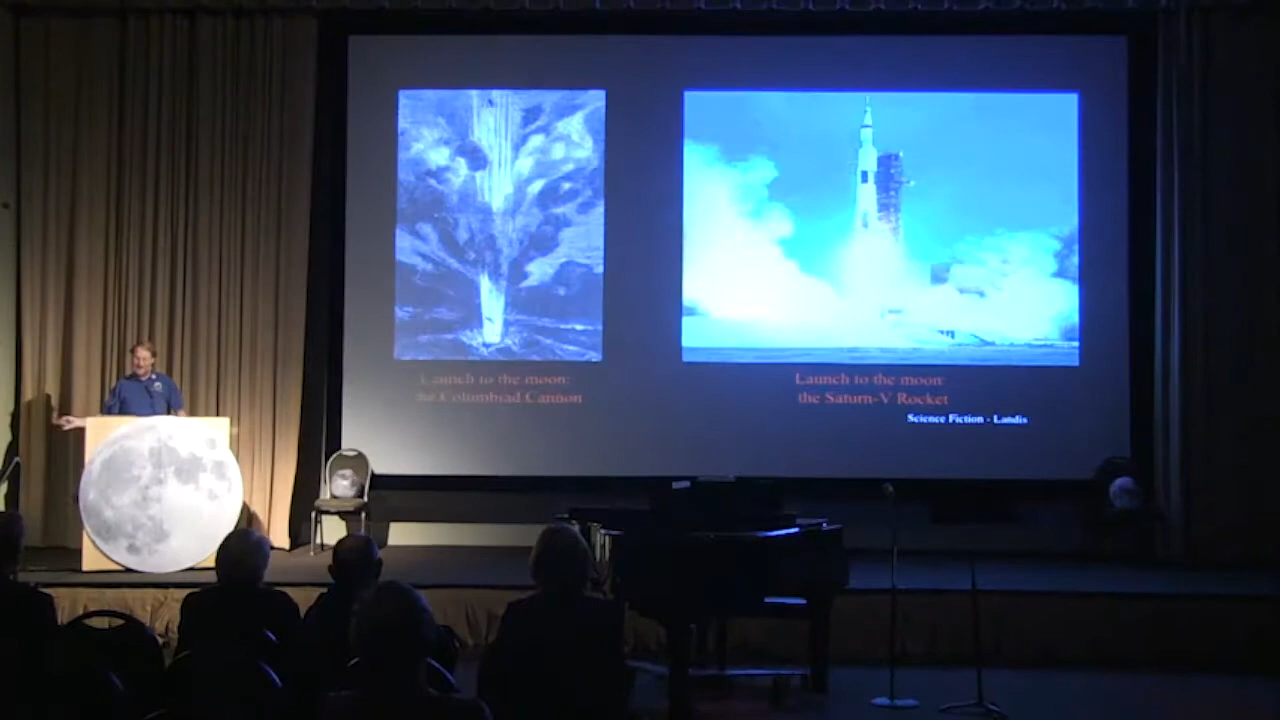 Launch to the moon:
the Columbiad Cannon
Launch to the moon:
the Saturn-V Rocket
Science Fiction - Landis